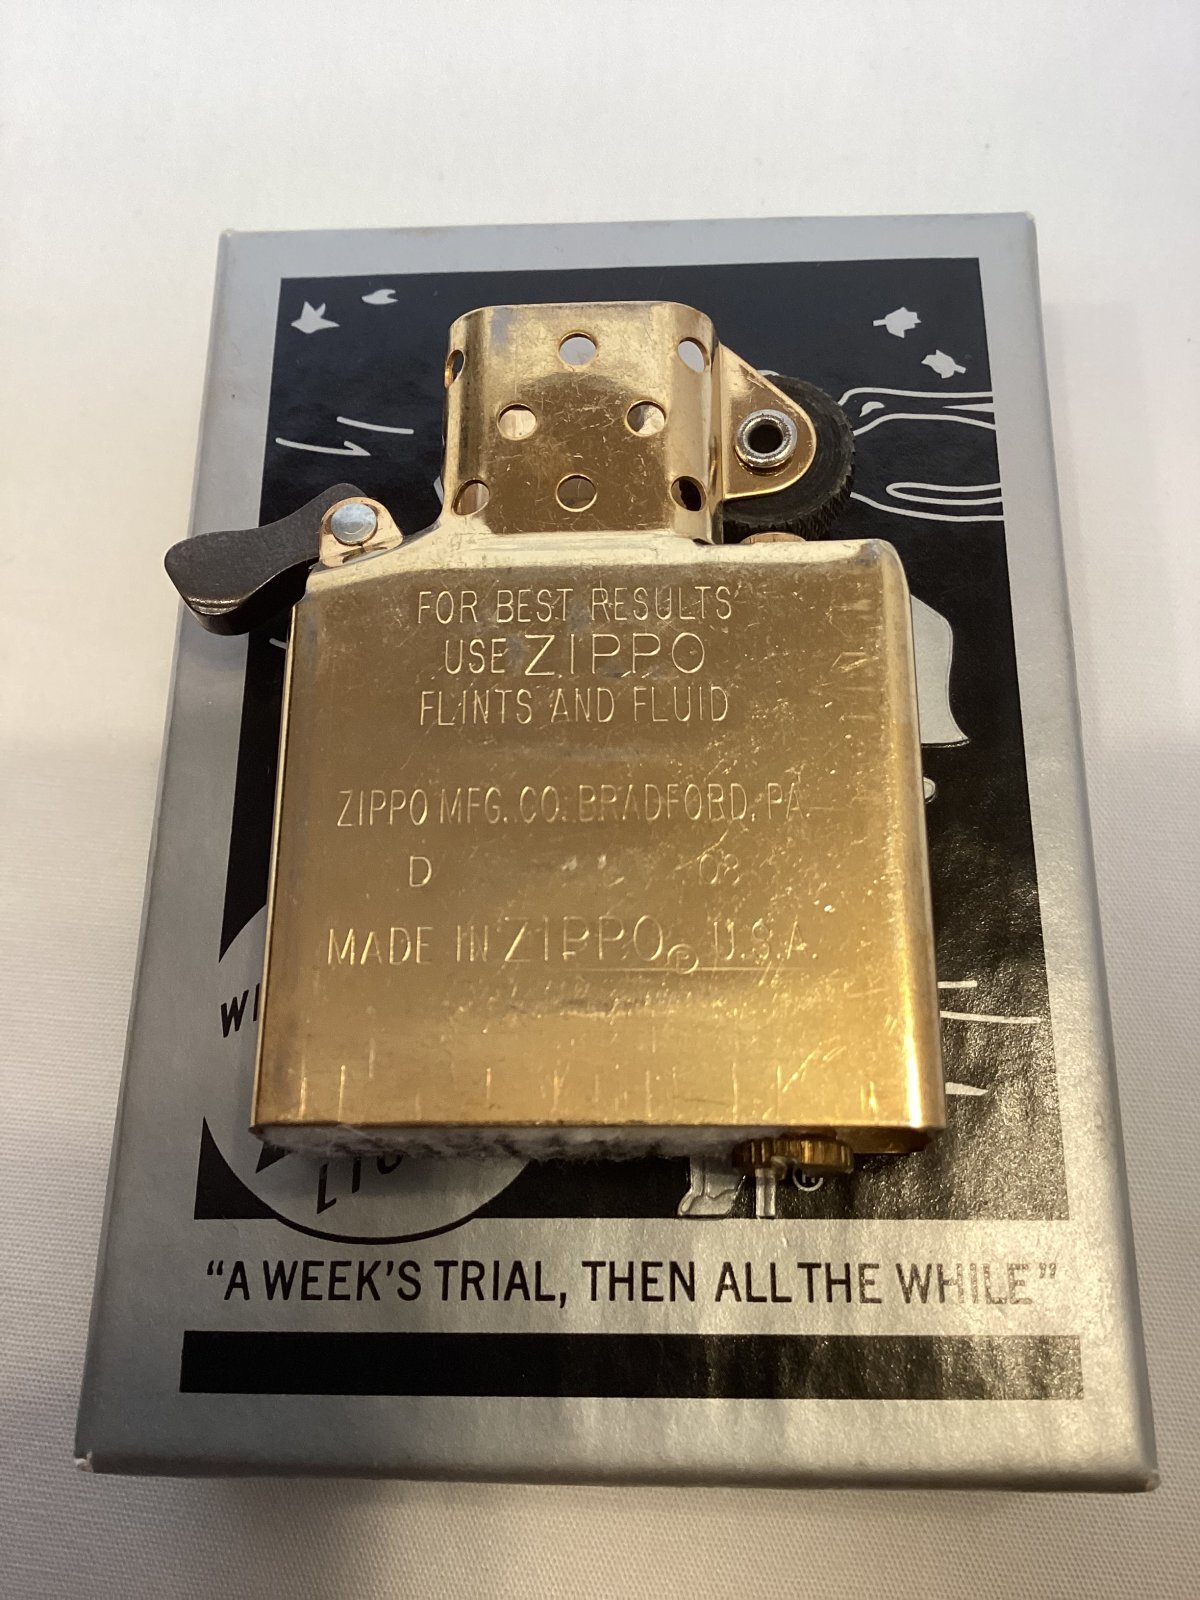 FOR BEST RESULTS
USE ZIPPO
FLINTS AND FLUID
ZIPPO MFG. CO. BRADFORD, PA.
D 08
MADE IN ZIPPO® U.S.A.
"A WEEK'S TRIAL, THEN ALL THE WHILE"